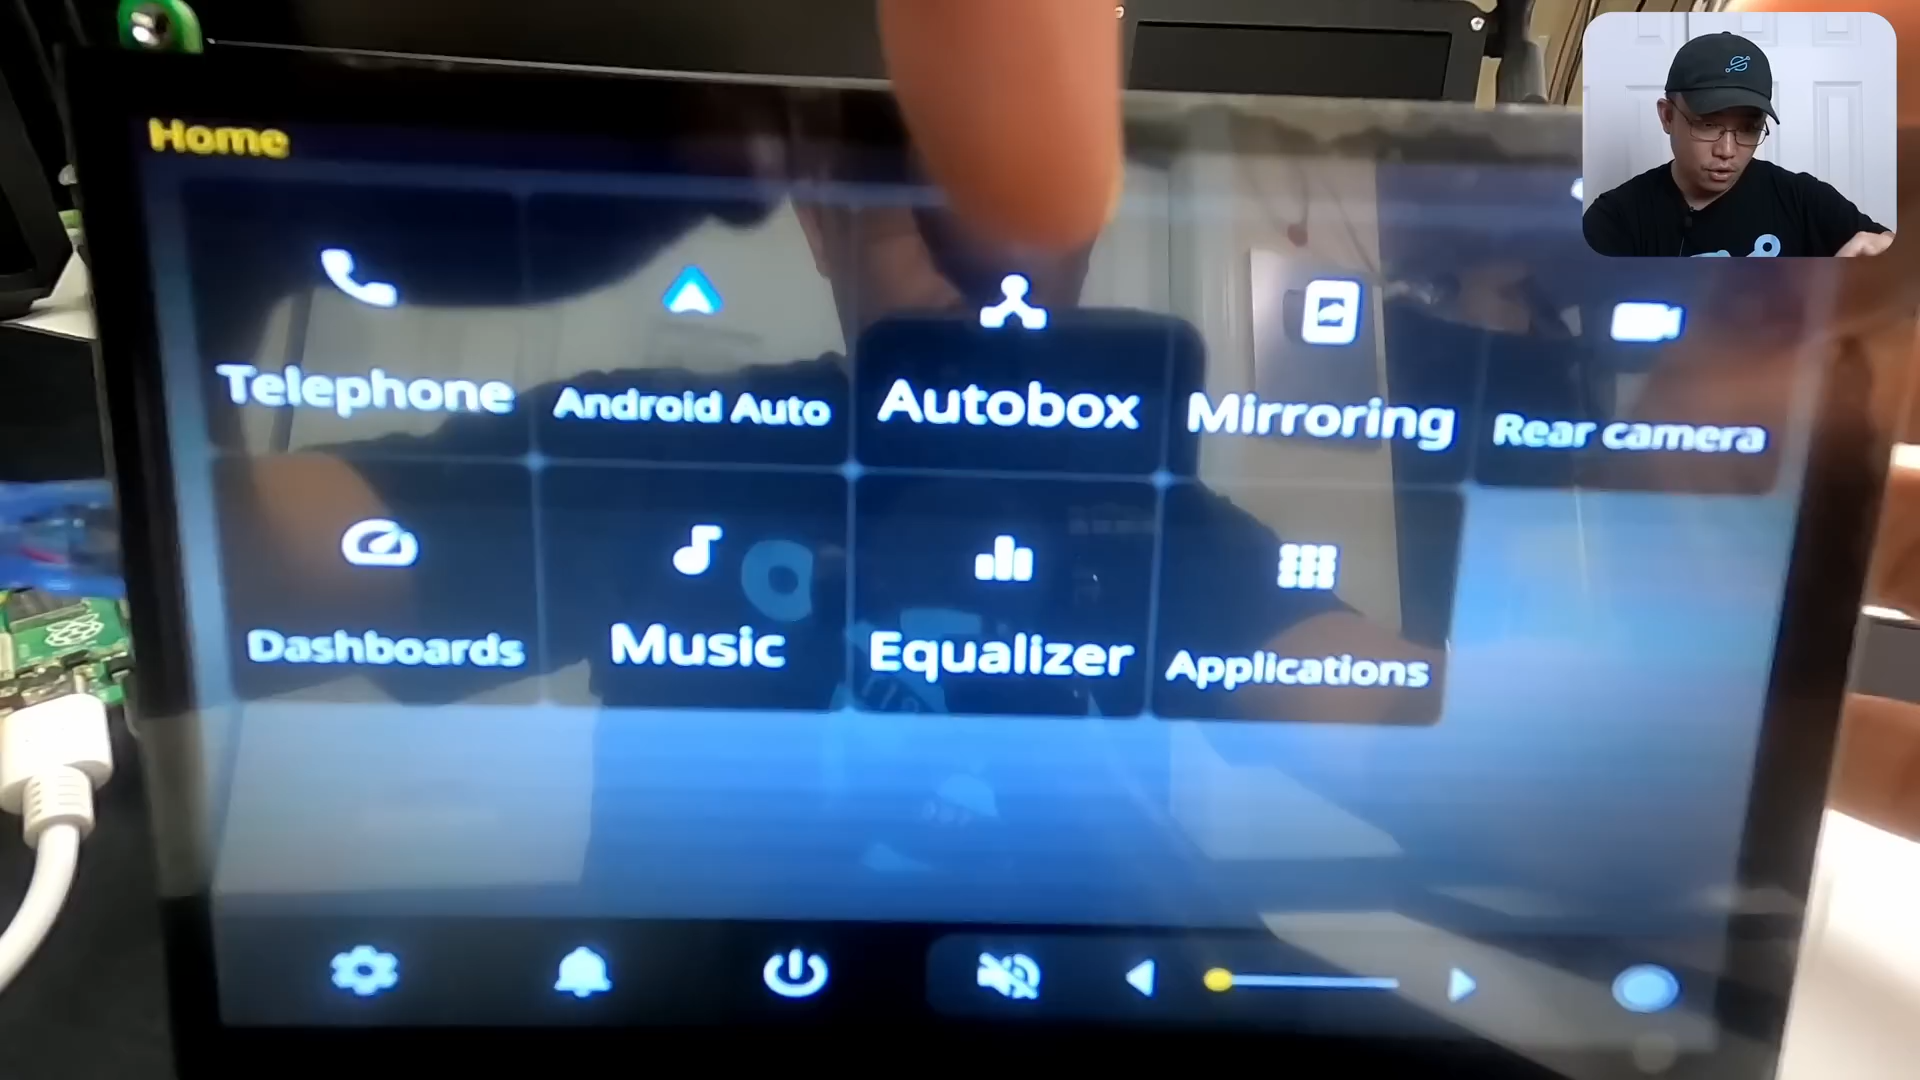 Home
Telephone
Android Auto
Autobox
Mirroring
Rear camera
Dashboards
Music
Equalizer
Applications